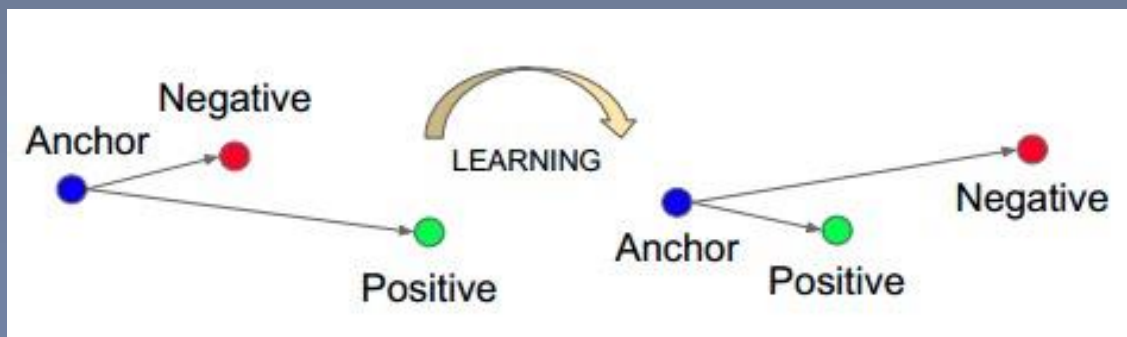 Negative
Anchor
Positive
LEARNING
Negative
Anchor
Positive